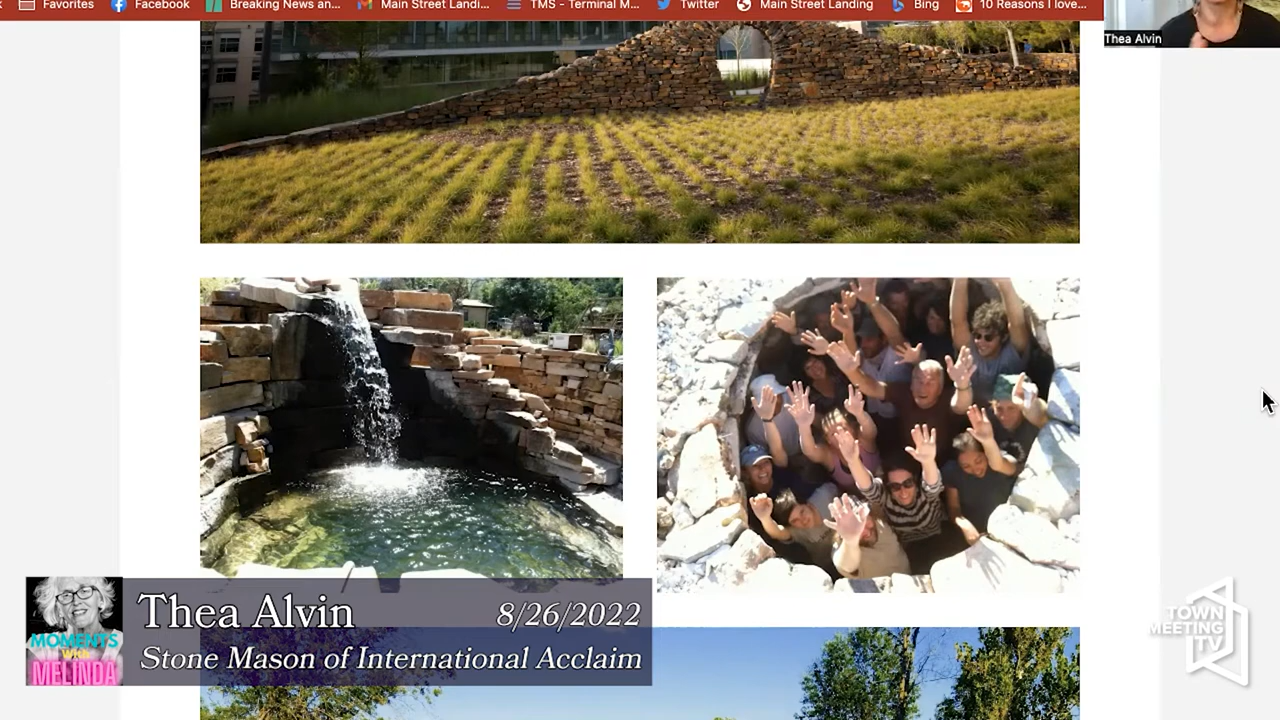 Favorites Facebook Breaking News an... Main Street Landi... TMS - Terminal M... Twitter Main Street Landing Bing 10 Reasons I love...
Thea Alvin
MOMENTS
with
MELINDA
Thea Alvin 8/26/2022
Stone Mason of International Acclaim
TOWN
MEETING
TV